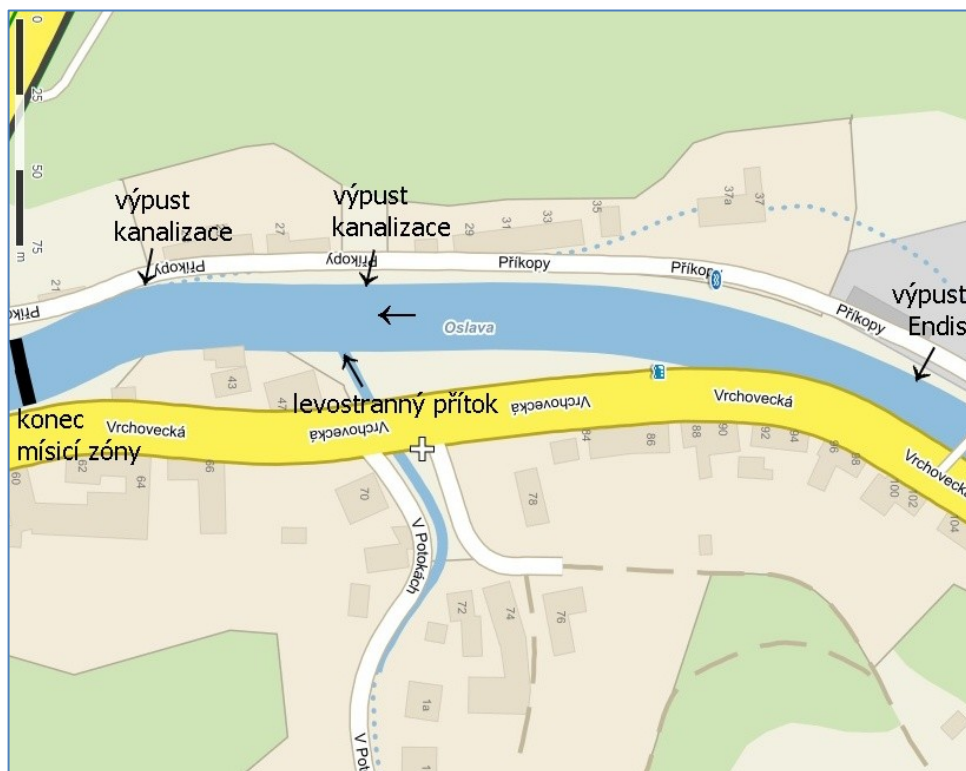 0
25
50
75
m
výpust
kanalizace
výpust
kanalizace
výpust
Endis
37a
37
35
33
31
29
27
21
Příkopy
Příkopy
Příkopy
Příkopy
Příkopy
Oslava
levostranný přítok
konec
mísicí zóny
43
47
Vrchovecká
Vrchovecká
Vrchovecká
Vrchovecká
Vrchovecká
60
62
64
66
70
84
86
88
90
92
94
96
98
100
102
104
78
V Potokách
72
74
76
1a
V Pot